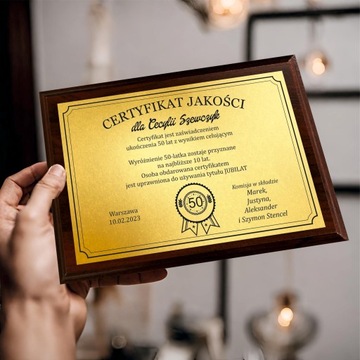 CERTYFIKAT JAKOŚCI
dla Cecylii Szewczyk
Certyfikat jest zaświadczeniem
ukończenia 50 lat z wynikiem celującym
Wyróżnienie 50-latka zostaje przyznane
na najbliższe 10 lat.
Osoba obdarowana certyfikatem
jest uprawniona do używania tytułu JUBILAT
Warszawa
10.02.2023
50
Komisja w składzie
Marek,
Justyna,
Aleksander
i Szymon Stencel